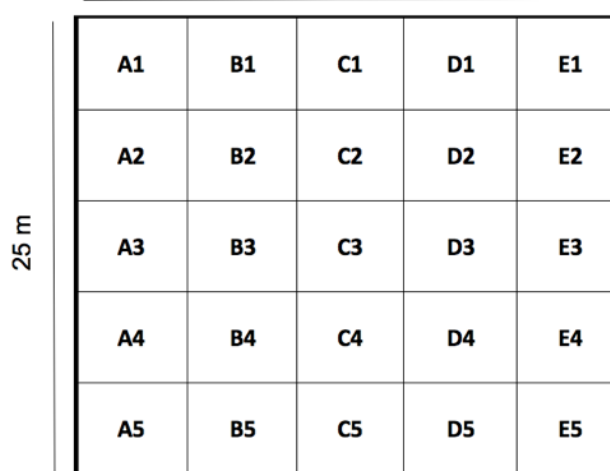 A1 B1 C1 D1 E1
A2 B2 C2 D2 E2
25 m
A3 B3 C3 D3 E3
A4 B4 C4 D4 E4
A5 B5 C5 D5 E5